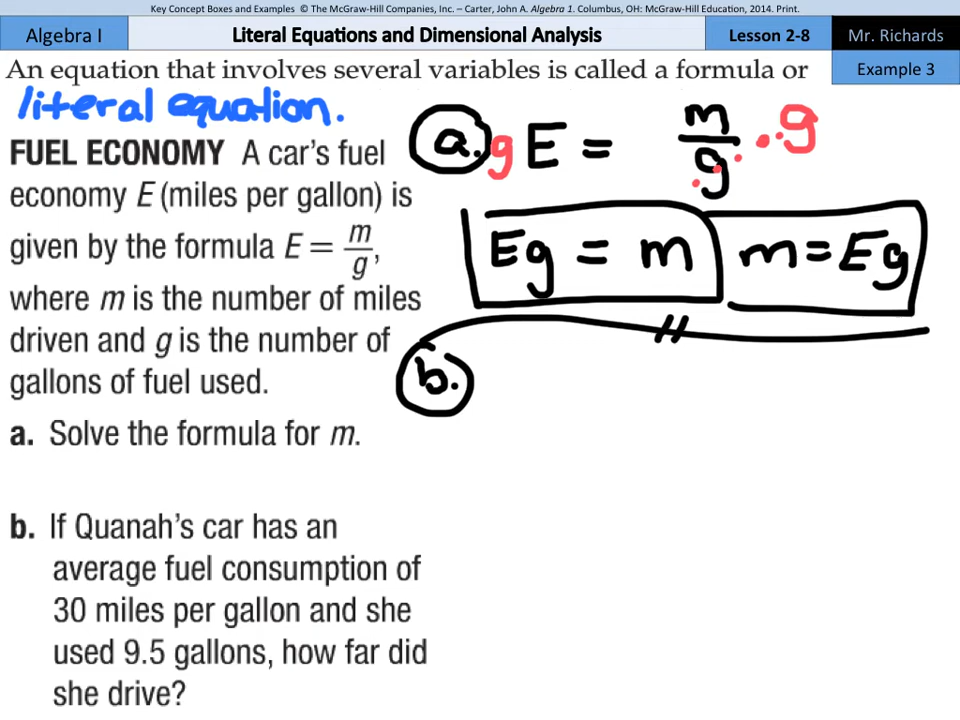 Key Concept Boxes and Examples © The McGraw-Hill Companies, Inc. – Carter, John A. Algebra 1. Columbus, OH: McGraw-Hill Education, 2014. Print.
Algebra I
Literal Equations and Dimensional Analysis
Lesson 2-8
Mr. Richards
An equation that involves several variables is called a formula or
Example 3
literal equation.
FUEL ECONOMY A car's fuel
economy E (miles per gallon) is
given by the formula E = m/g,
where m is the number of miles
driven and g is the number of
gallons of fuel used.
a. Solve the formula for m.
b. If Quanah's car has an
average fuel consumption of
30 miles per gallon and she
used 9.5 gallons, how far did
she drive?
a. g E = m/g · g
Eg = m
m = Eg
b.